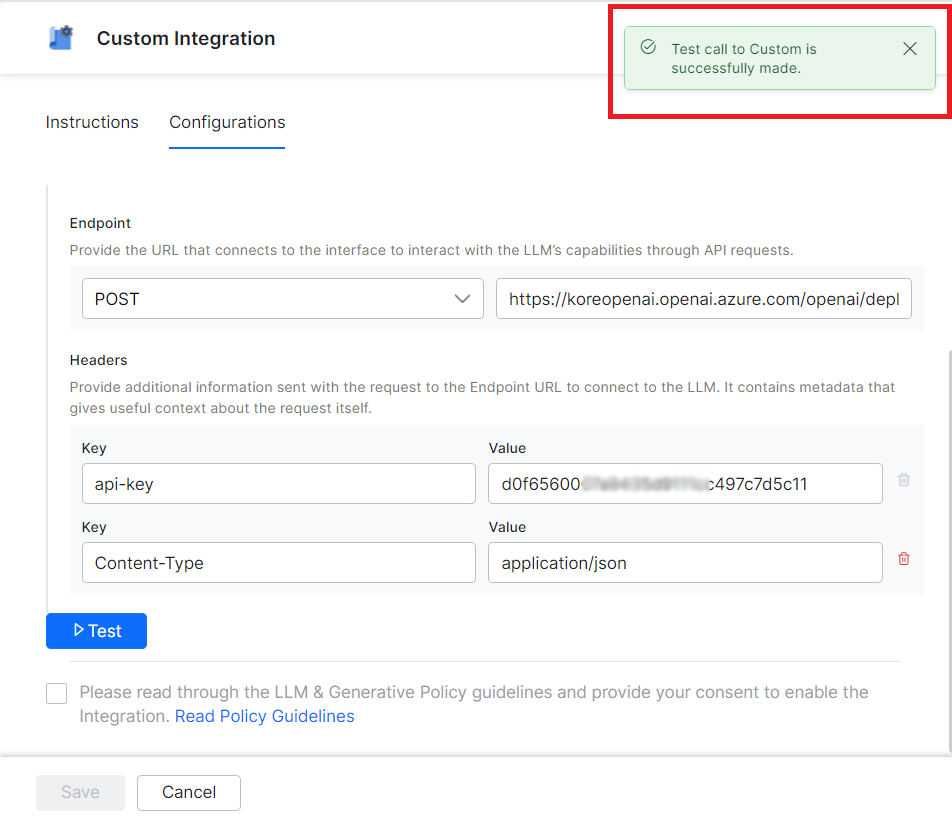 Custom Integration
Test call to Custom is
successfully made.
Instructions
Configurations
Endpoint
Provide the URL that connects to the interface to interact with the LLM's capabilities through API requests.
POST
https://koreopenai.openai.azure.com/openai/depl
Headers
Provide additional information sent with the request to the Endpoint URL to connect to the LLM. It contains metadata that
gives useful context about the request itself.
Key
Value
api-key
d0f65600 c497c7d5c11
Key
Value
Content-Type
application/json
Test
Please read through the LLM & Generative Policy guidelines and provide your consent to enable the
Integration. Read Policy Guidelines
Save
Cancel